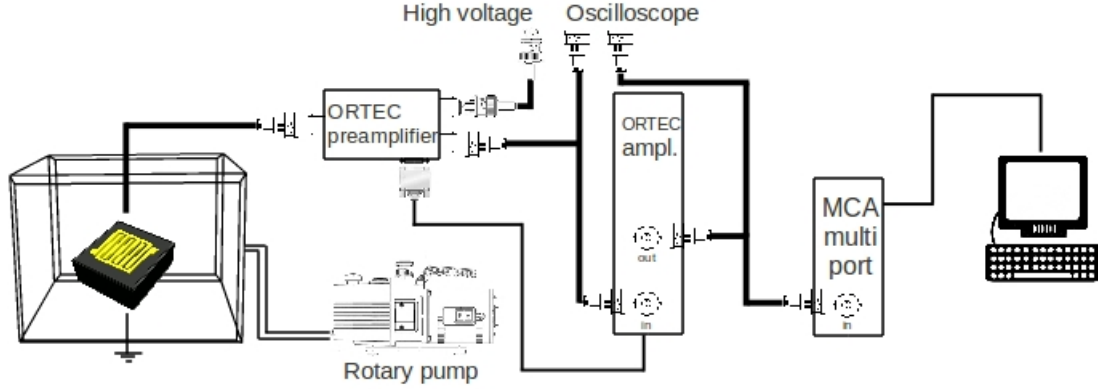 High voltage
Oscilloscope
ORTEC
preamplifier
ORTEC
ampl.
out
in
MCA
multi
port
in
Rotary pump